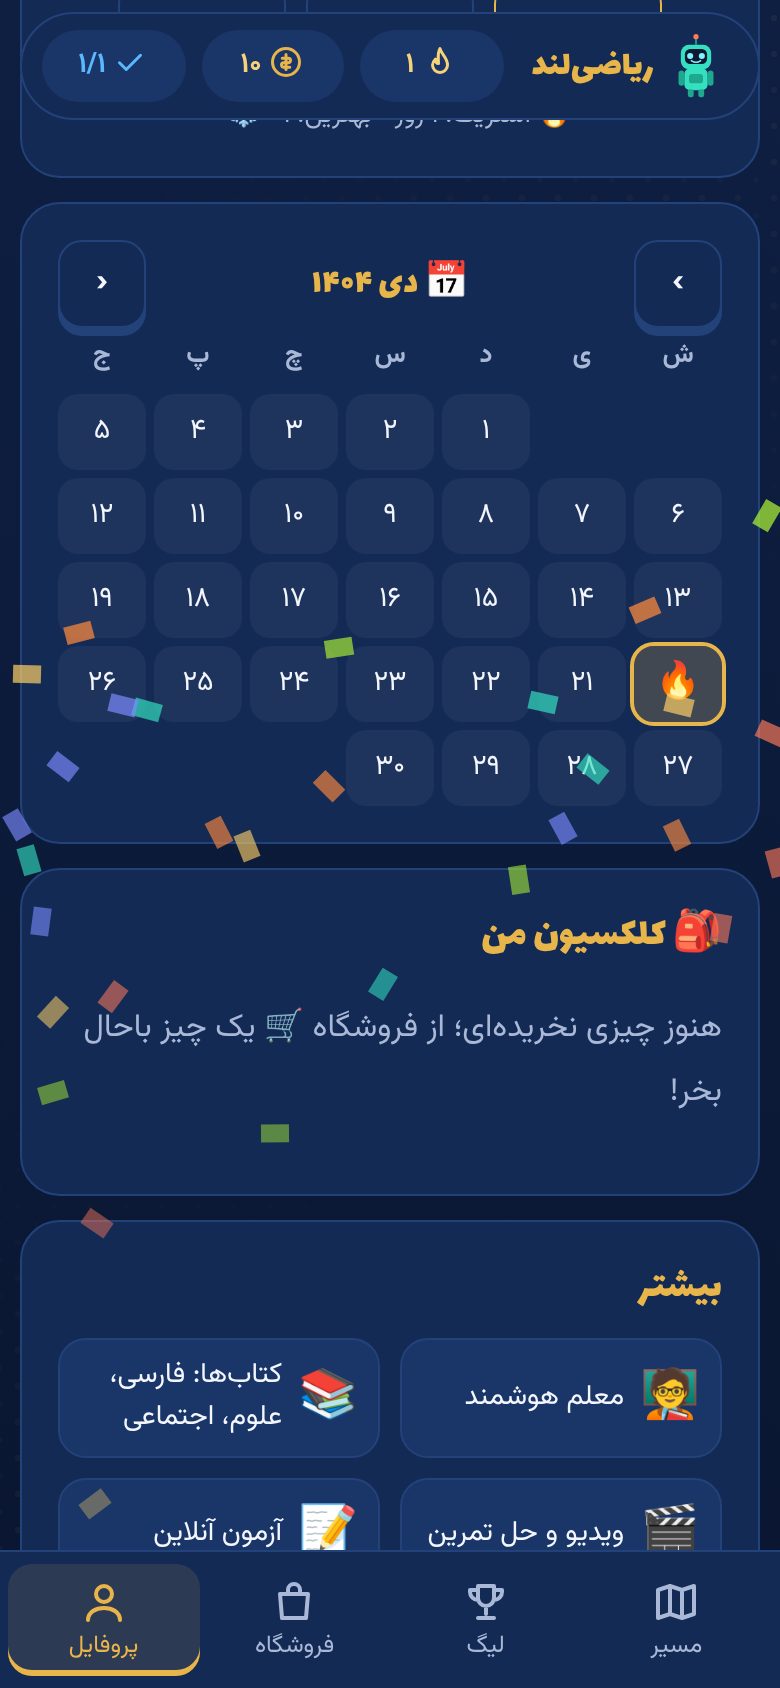 ریاضی‌لند
۱
۱۰
۱/۱
دی ۱۴۰۴
ش ی د س چ پ ج
۱ ۲ ۳ ۴ ۵
۶ ۷ ۸ ۹ ۱۰ ۱۱ ۱۲
۱۳ ۱۴ ۱۵ ۱۶ ۱۷ ۱۸ ۱۹
۲۱ ۲۲ ۲۳ ۲۴ ۲۵ ۲۶
۲۷ ۲۸ ۲۹ ۳۰
کلکسیون من
هنوز چیزی نخریده‌ای؛ از فروشگاه یک چیز باحال
بخر!
بیشتر
معلم هوشمند
کتاب‌ها: فارسی،
علوم، اجتماعی
ویدیو و حل تمرین
آزمون آنلاین
مسیر
لیگ
فروشگاه
پروفایل